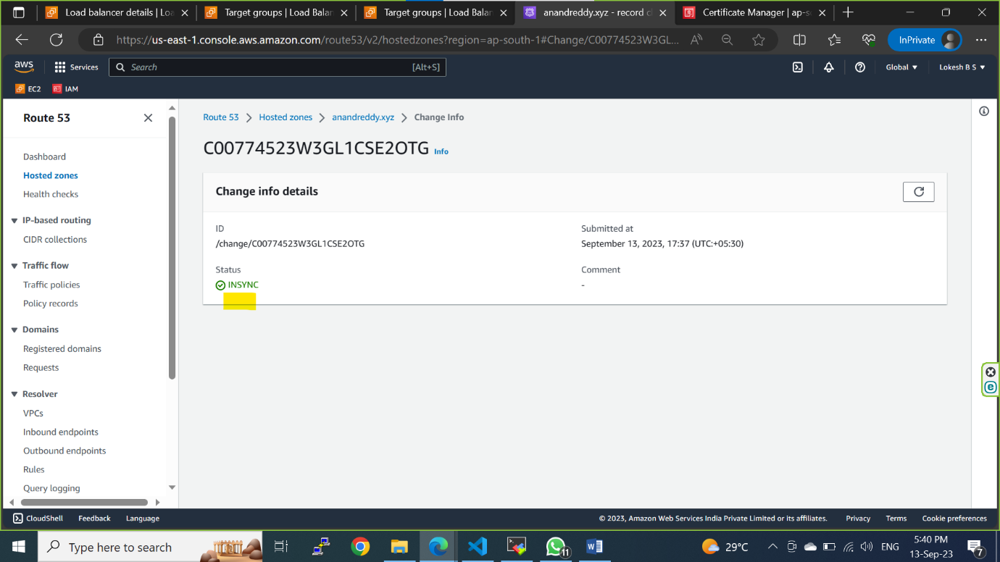 Load balancer details | Loa
Target groups | Load Balan
Target groups | Load Balan
anandreddy.xyz - record cl
Certificate Manager | ap-s
https://us-east-1.console.aws.amazon.com/route53/v2/hostedzones?region=ap-south-1#Change/C00774523W3GL...
InPrivate
aws
Services
Search
[Alt+S]
Global
Lokesh B S
EC2
IAM
Route 53
Dashboard
Hosted zones
Health checks
IP-based routing
CIDR collections
Traffic flow
Traffic policies
Policy records
Domains
Registered domains
Requests
Resolver
VPCs
Inbound endpoints
Outbound endpoints
Rules
Query logging
Route 53 > Hosted zones > anandreddy.xyz > Change Info
C00774523W3GL1CSE2OTG Info
Change info details
ID
/change/C00774523W3GL1CSE2OTG
Status
INSYNC
Submitted at
September 13, 2023, 17:37 (UTC:+05:30)
Comment
-
CloudShell
Feedback
Language
© 2023, Amazon Web Services India Private Limited or its affiliates.
Privacy
Terms
Cookie preferences
Type here to search
11
29°C
ENG
5:40 PM
13-Sep-23
7